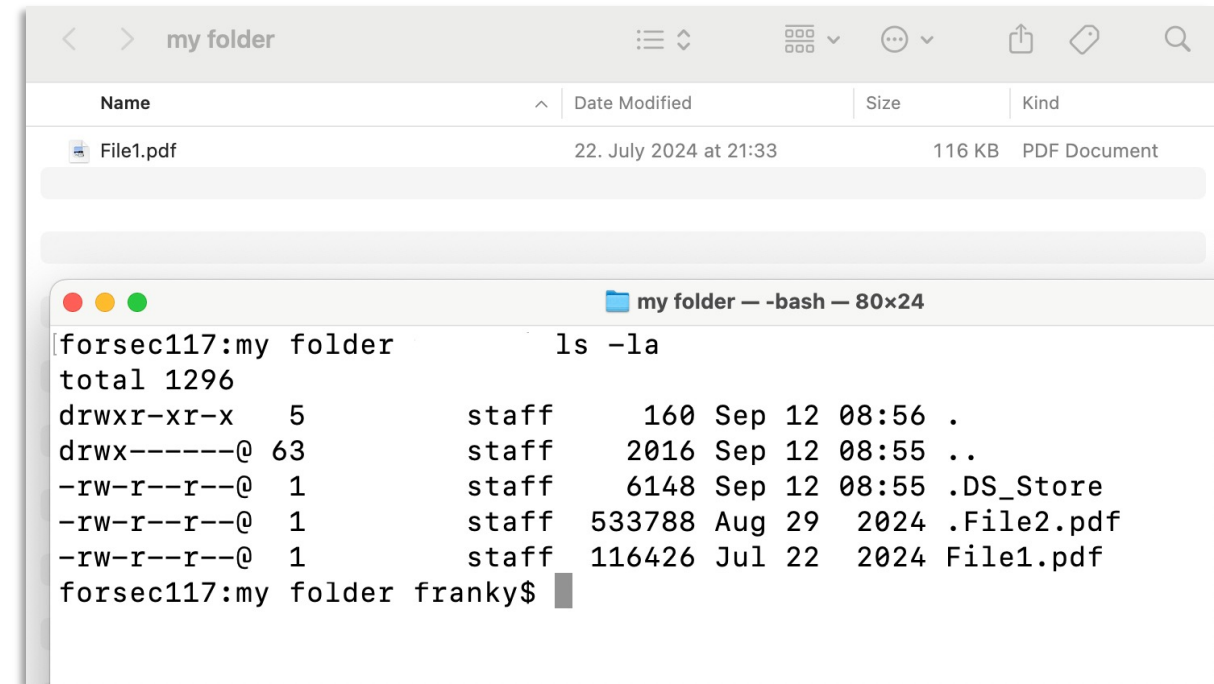 my folder
Name Date Modified Size Kind
File1.pdf 22. July 2024 at 21:33 116 KB PDF Document
my folder — -bash — 80×24
[forsec117:my folder ls -la
total 1296
drwxr-xr-x 5 staff 160 Sep 12 08:56 .
drwx------@ 63 staff 2016 Sep 12 08:55 ..
-rw-r--r--@ 1 staff 6148 Sep 12 08:55 .DS_Store
-rw-r--r--@ 1 staff 533788 Aug 29 2024 .File2.pdf
-rw-r--r--@ 1 staff 116426 Jul 22 2024 File1.pdf
forsec117:my folder franky$